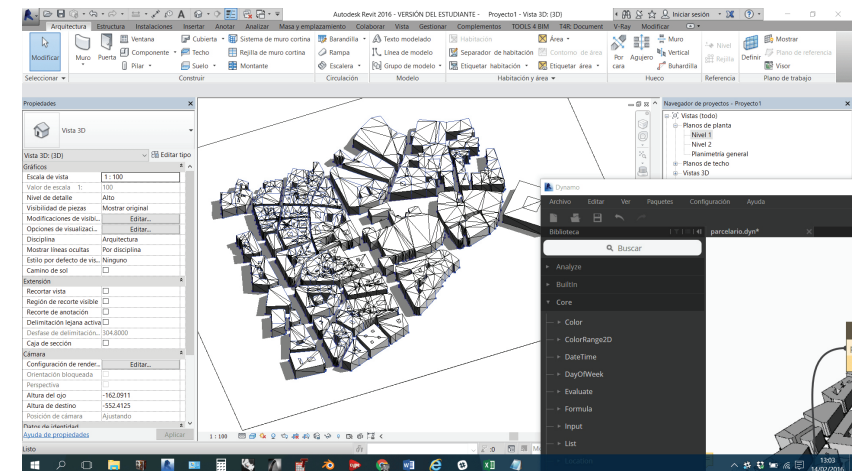 Autodesk Revit 2016 - VERSIÓN DEL ESTUDIANTE - Proyecto1 - Vista 3D: {3D}
Iniciar sesión
Arquitectura Estructura Instalaciones Insertar Anotar Analizar Masa y emplazamiento Colaborar Vista Gestionar Complementos TOOLS 4 BIM T4R. Document V-Ray Modificar
Modificar
Muro
Puerta
Ventana
Componente
Pilar
Cubierta
Techo
Suelo
Sistema de muro cortina
Rejilla de muro cortina
Montante
Barandilla
Rampa
Escalera
Texto modelado
Línea de modelo
Grupo de modelo
Habitación
Separador de habitación
Etiquetar habitación
Área
Contorno de área
Etiquetar área
Por cara
Agujero
Muro
Vertical
Buhardilla
Nivel
Rejilla
Definir
Mostrar
Plano de referencia
Visor
Seleccionar
Construir
Circulación
Modelo
Habitación y área
Hueco
Referencia
Plano de trabajo
Propiedades
Vista 3D
Vista 3D: {3D}
Editar tipo
Gráficos
Escala de vista 1 : 100
Valor de escala 1: 100
Nivel de detalle Alto
Visibilidad de piezas Mostrar original
Modificaciones de visibi... Editar...
Opciones de visualizaci... Editar...
Disciplina Arquitectura
Mostrar líneas ocultas Por disciplina
Estilo por defecto de vis... Ninguno
Camino de sol
Extensión
Recortar vista
Región de recorte visible
Recorte de anotación
Delimitación lejana activa
Desfase de delimitación... 304.8000
Caja de sección
Cámara
Configuración de render... Editar...
Orientación bloqueada
Perspectiva
Altura del ojo -162.0911
Altura de destino -552.4125
Posición de cámara Ajustando
Datos de identidad
Ayuda de propiedades
Aplicar
Listo
1 : 100
:0
Navegador de proyectos - Proyecto1
Vistas (todo)
Planos de planta
Nivel 1
Nivel 2
Planimetría general
Planos de techo
Vistas 3D
Dynamo
Archivo Editar Ver Paquetes Configuración Ayuda
Biblioteca
parcelario.dyn*
Buscar
Analyze
BuiltIn
Core
Color
ColorRange2D
DateTime
DayOfWeek
Evaluate
Formula
Input
List
13:03
14/02/2016